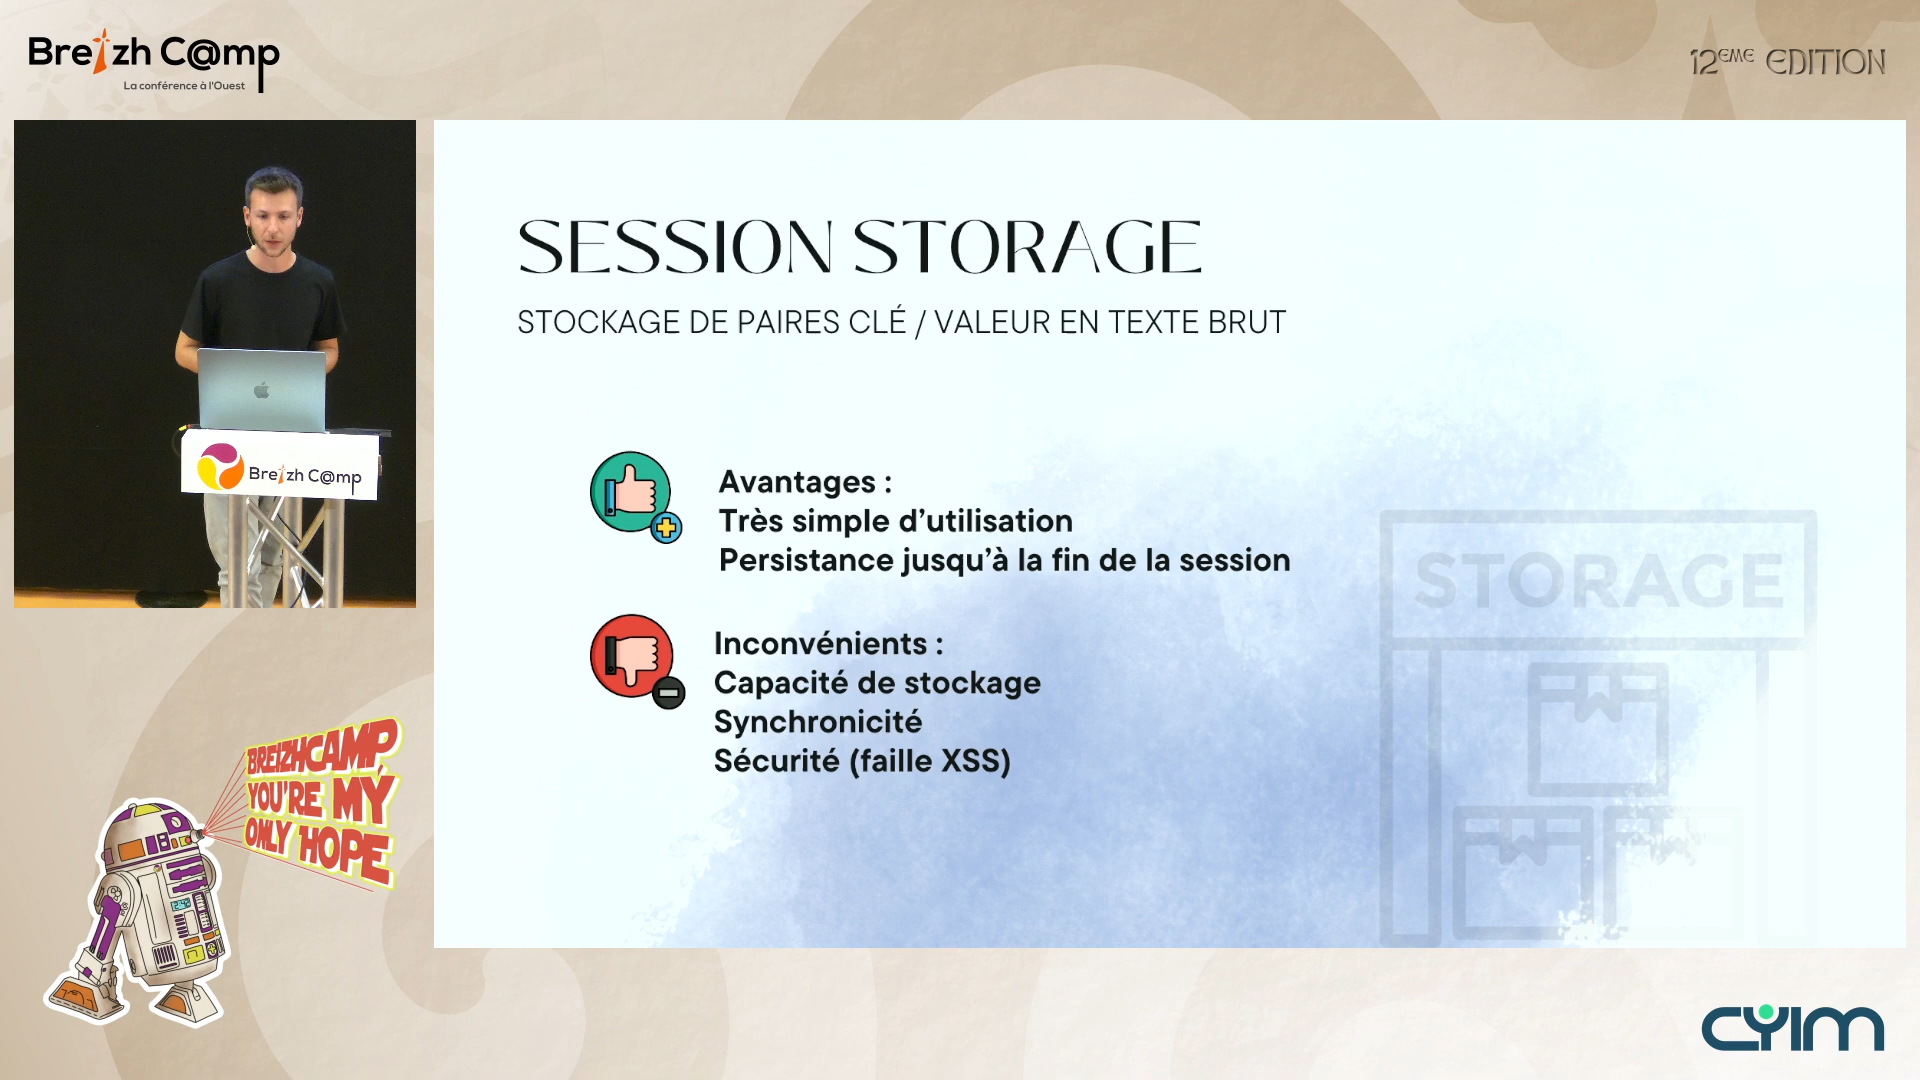 Breizh C@mp
La conférence à l'Ouest
12EME EDITION
Breizh C@mp
SESSION STORAGE
STOCKAGE DE PAIRES CLÉ / VALEUR EN TEXTE BRUT
Avantages :
Très simple d’utilisation
Persistance jusqu’à la fin de la session
Inconvénients :
Capacité de stockage
Synchronicité
Sécurité (faille XSS)
STORAGE
BREIZHCAMP,
YOU'RE MY
ONLY HOPE
CYIM